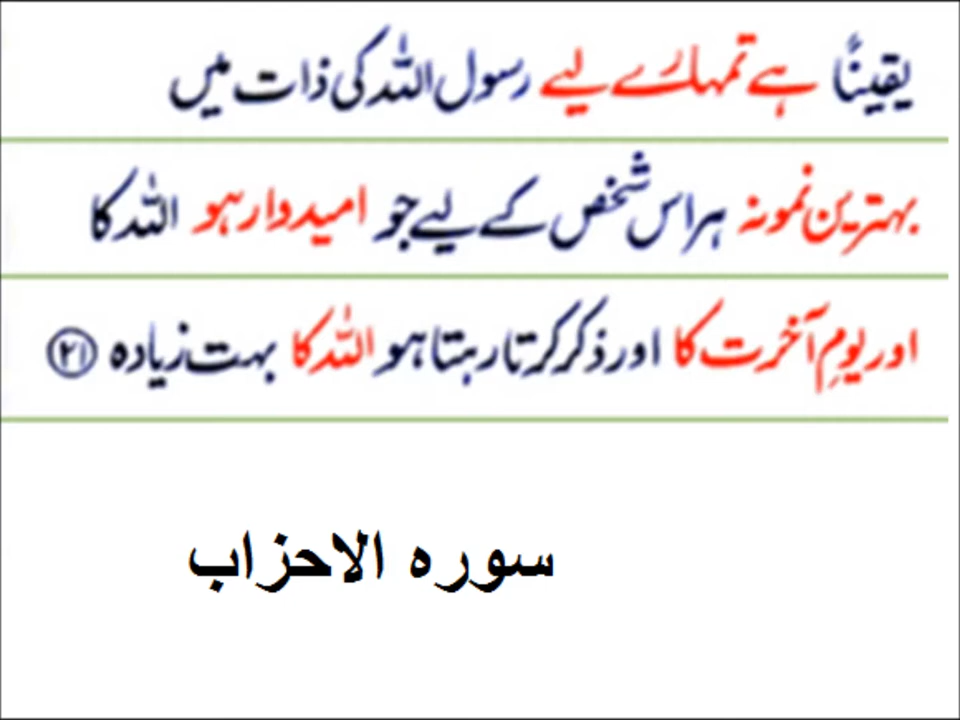 یقینًا ہے تمہارے لیے رسول اللہ کی ذات میں
بہترین نمونہ ہر اس شخص کے لیے جو امیدوار ہو اللہ کا
اور یومِ آخرت کا اور ذکر کرتا رہتا ہو اللہ کا بہت زیادہ ۲۱
سورہ الاحزاب